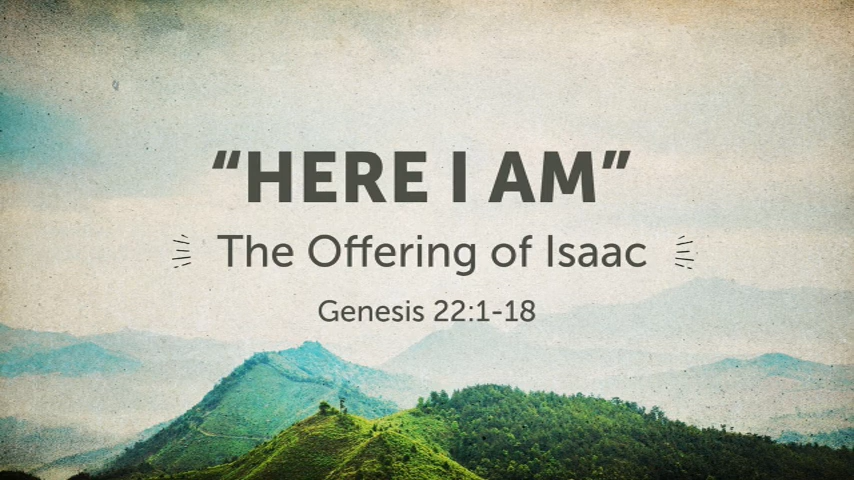 “HERE I AM”
The Offering of Isaac
Genesis 22:1-18